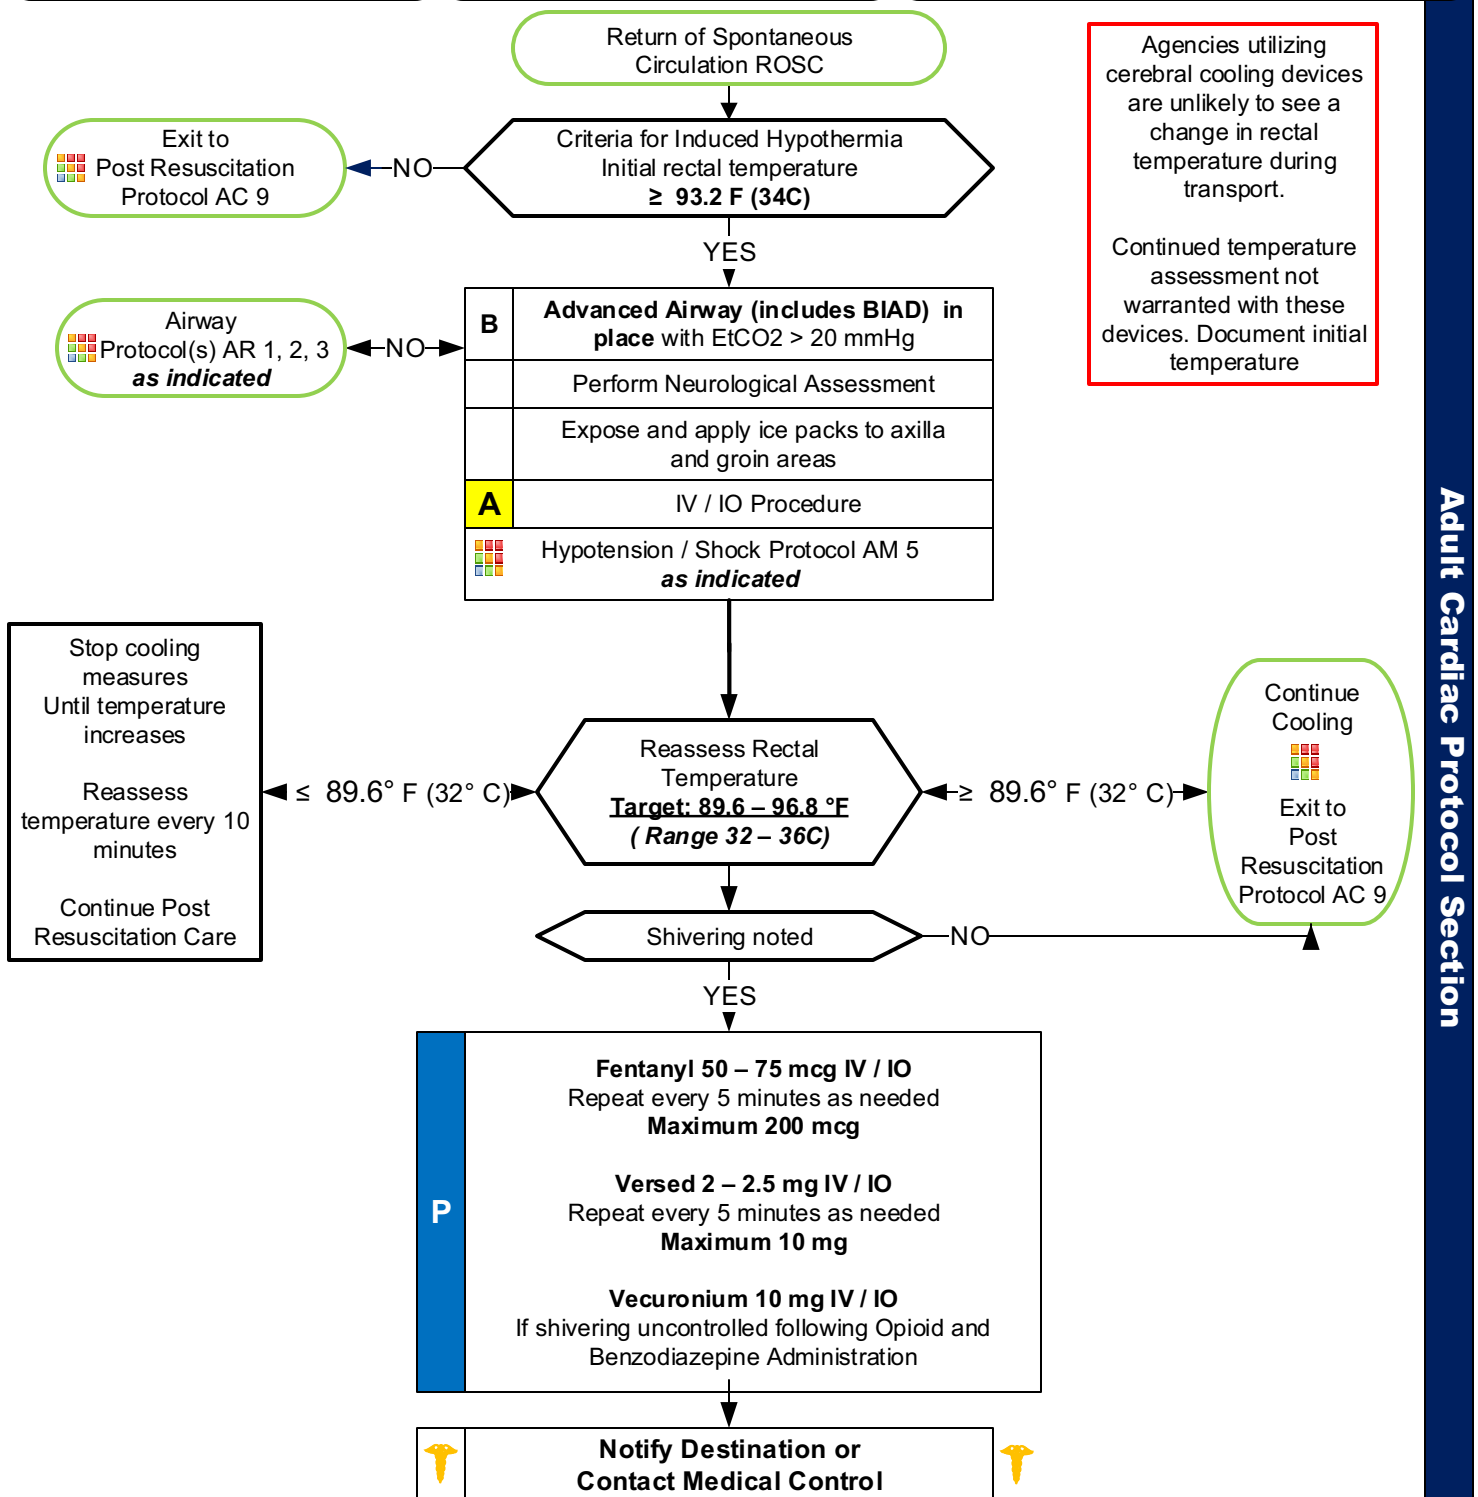 Return of Spontaneous
Circulation ROSC
Agencies utilizing
cerebral cooling devices
are unlikely to see a
change in rectal
temperature during
transport.
Continued temperature
assessment not
warranted with these
devices. Document initial
temperature
Exit to
Post Resuscitation
Protocol AC 9
NO
Criteria for Induced Hypothermia
Initial rectal temperature
≥ 93.2 F (34C)
YES
Airway
Protocol(s) AR 1, 2, 3
as indicated
NO
B
Advanced Airway (includes BIAD) in
place with EtCO2 > 20 mmHg
Perform Neurological Assessment
Expose and apply ice packs to axilla
and groin areas
A
IV / IO Procedure
Hypotension / Shock Protocol AM 5
as indicated
Stop cooling
measures
Until temperature
increases
Reassess
temperature every 10
minutes
Continue Post
Resuscitation Care
≤ 89.6° F (32° C)
Reassess Rectal
Temperature
Target: 89.6 – 96.8 °F
( Range 32 – 36C)
≥ 89.6° F (32° C)
Continue
Cooling
Exit to
Post
Resuscitation
Protocol AC 9
Shivering noted
NO
YES
P
Fentanyl 50 – 75 mcg IV / IO
Repeat every 5 minutes as needed
Maximum 200 mcg
Versed 2 – 2.5 mg IV / IO
Repeat every 5 minutes as needed
Maximum 10 mg
Vecuronium 10 mg IV / IO
If shivering uncontrolled following Opioid and
Benzodiazepine Administration
Notify Destination or
Contact Medical Control
Adult Cardiac Protocol Section